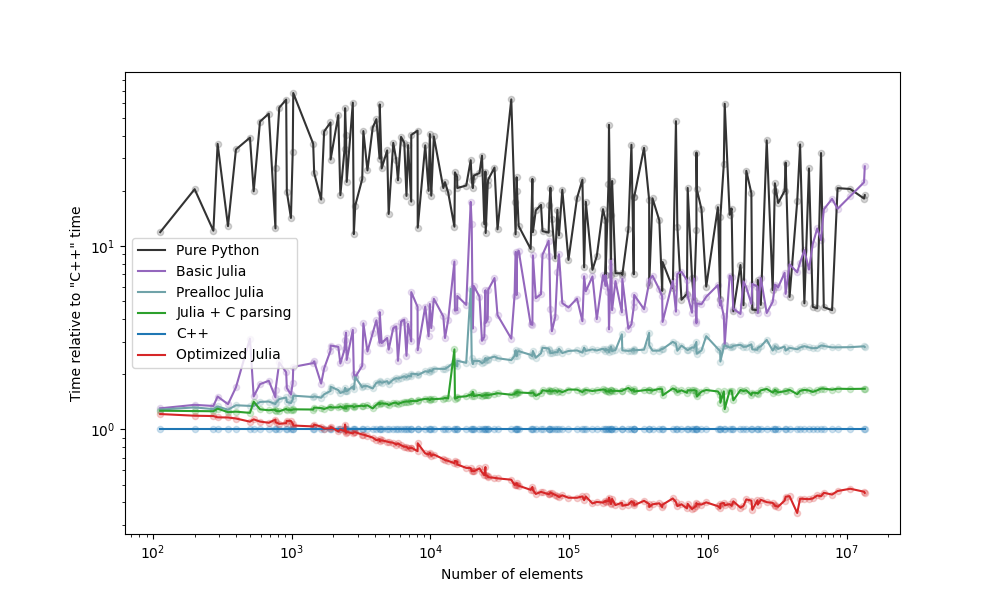 Time relative to "C++" time
10¹
10⁰
Pure Python
Basic Julia
Prealloc Julia
Julia + C parsing
C++
Optimized Julia
10² 10³ 10⁴ 10⁵ 10⁶ 10⁷
Number of elements